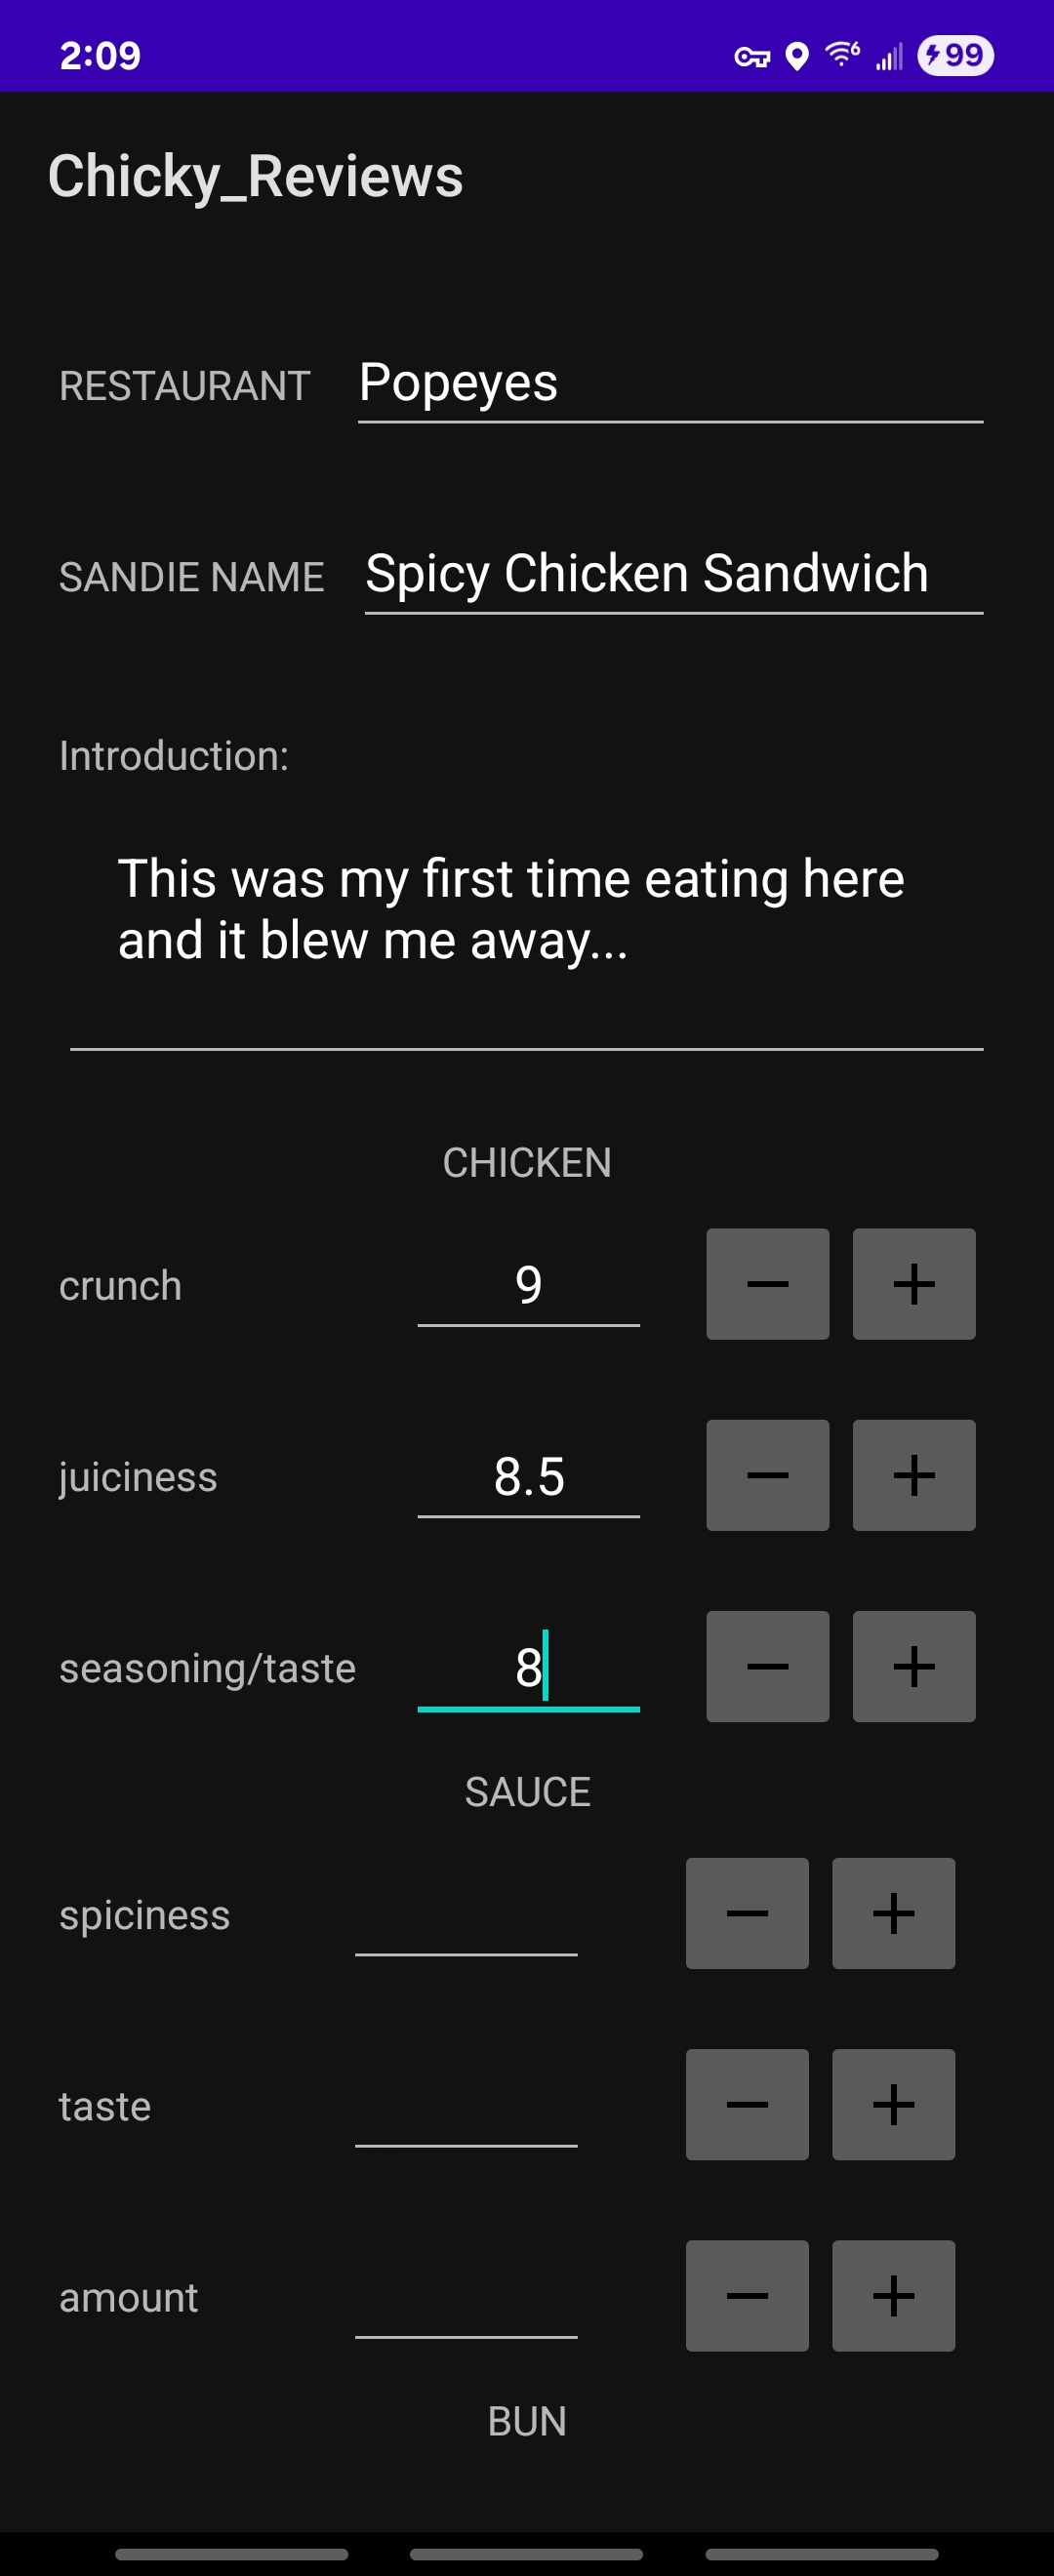 2:09 6 99
Chicky_Reviews
RESTAURANT Popeyes
SANDIE NAME Spicy Chicken Sandwich
Introduction:
This was my first time eating here
and it blew me away...
CHICKEN
crunch 9 − +
juiciness 8.5 − +
seasoning/taste 8 − +
SAUCE
spiciness − +
taste − +
amount − +
BUN